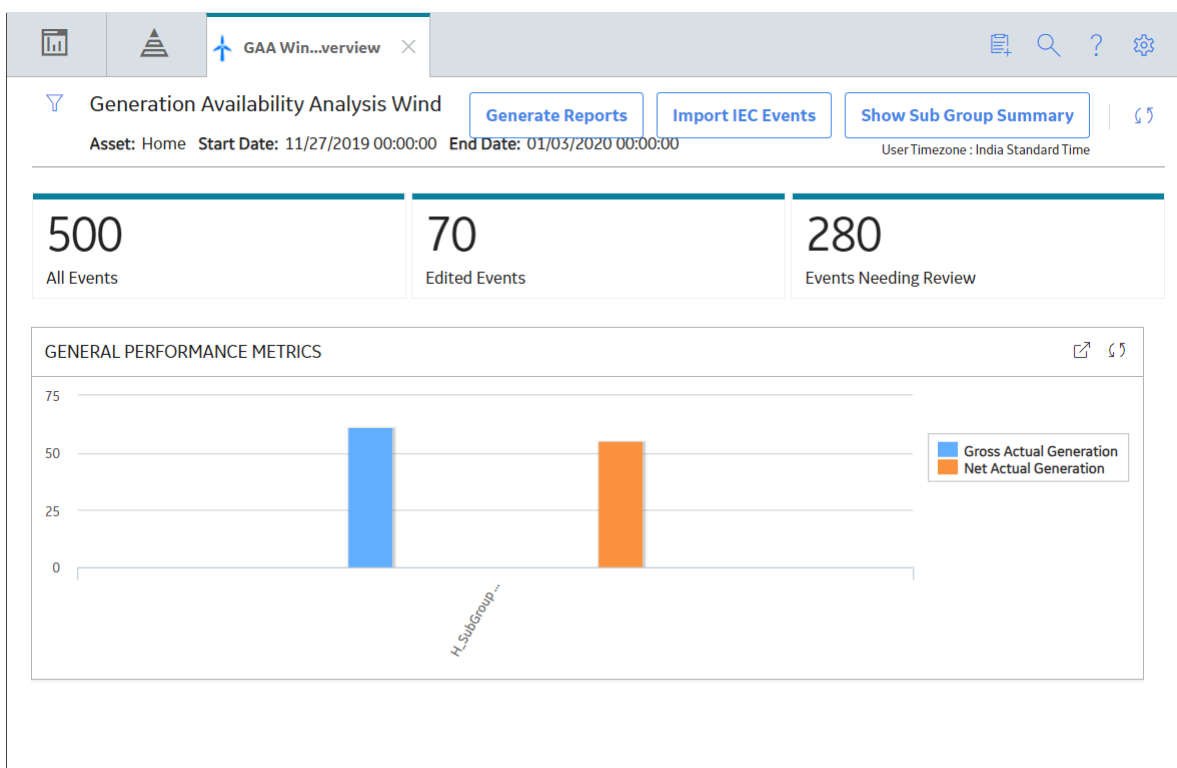 GAA Win...verview
Generation Availability Analysis Wind
Generate Reports
Import IEC Events
Show Sub Group Summary
Asset: Home Start Date: 11/27/2019 00:00:00 End Date: 01/03/2020 00:00:00
User Timezone : India Standard Time
500
All Events
70
Edited Events
280
Events Needing Review
GENERAL PERFORMANCE METRICS
75
50
25
0
H_SubGroup ...
Gross Actual Generation
Net Actual Generation